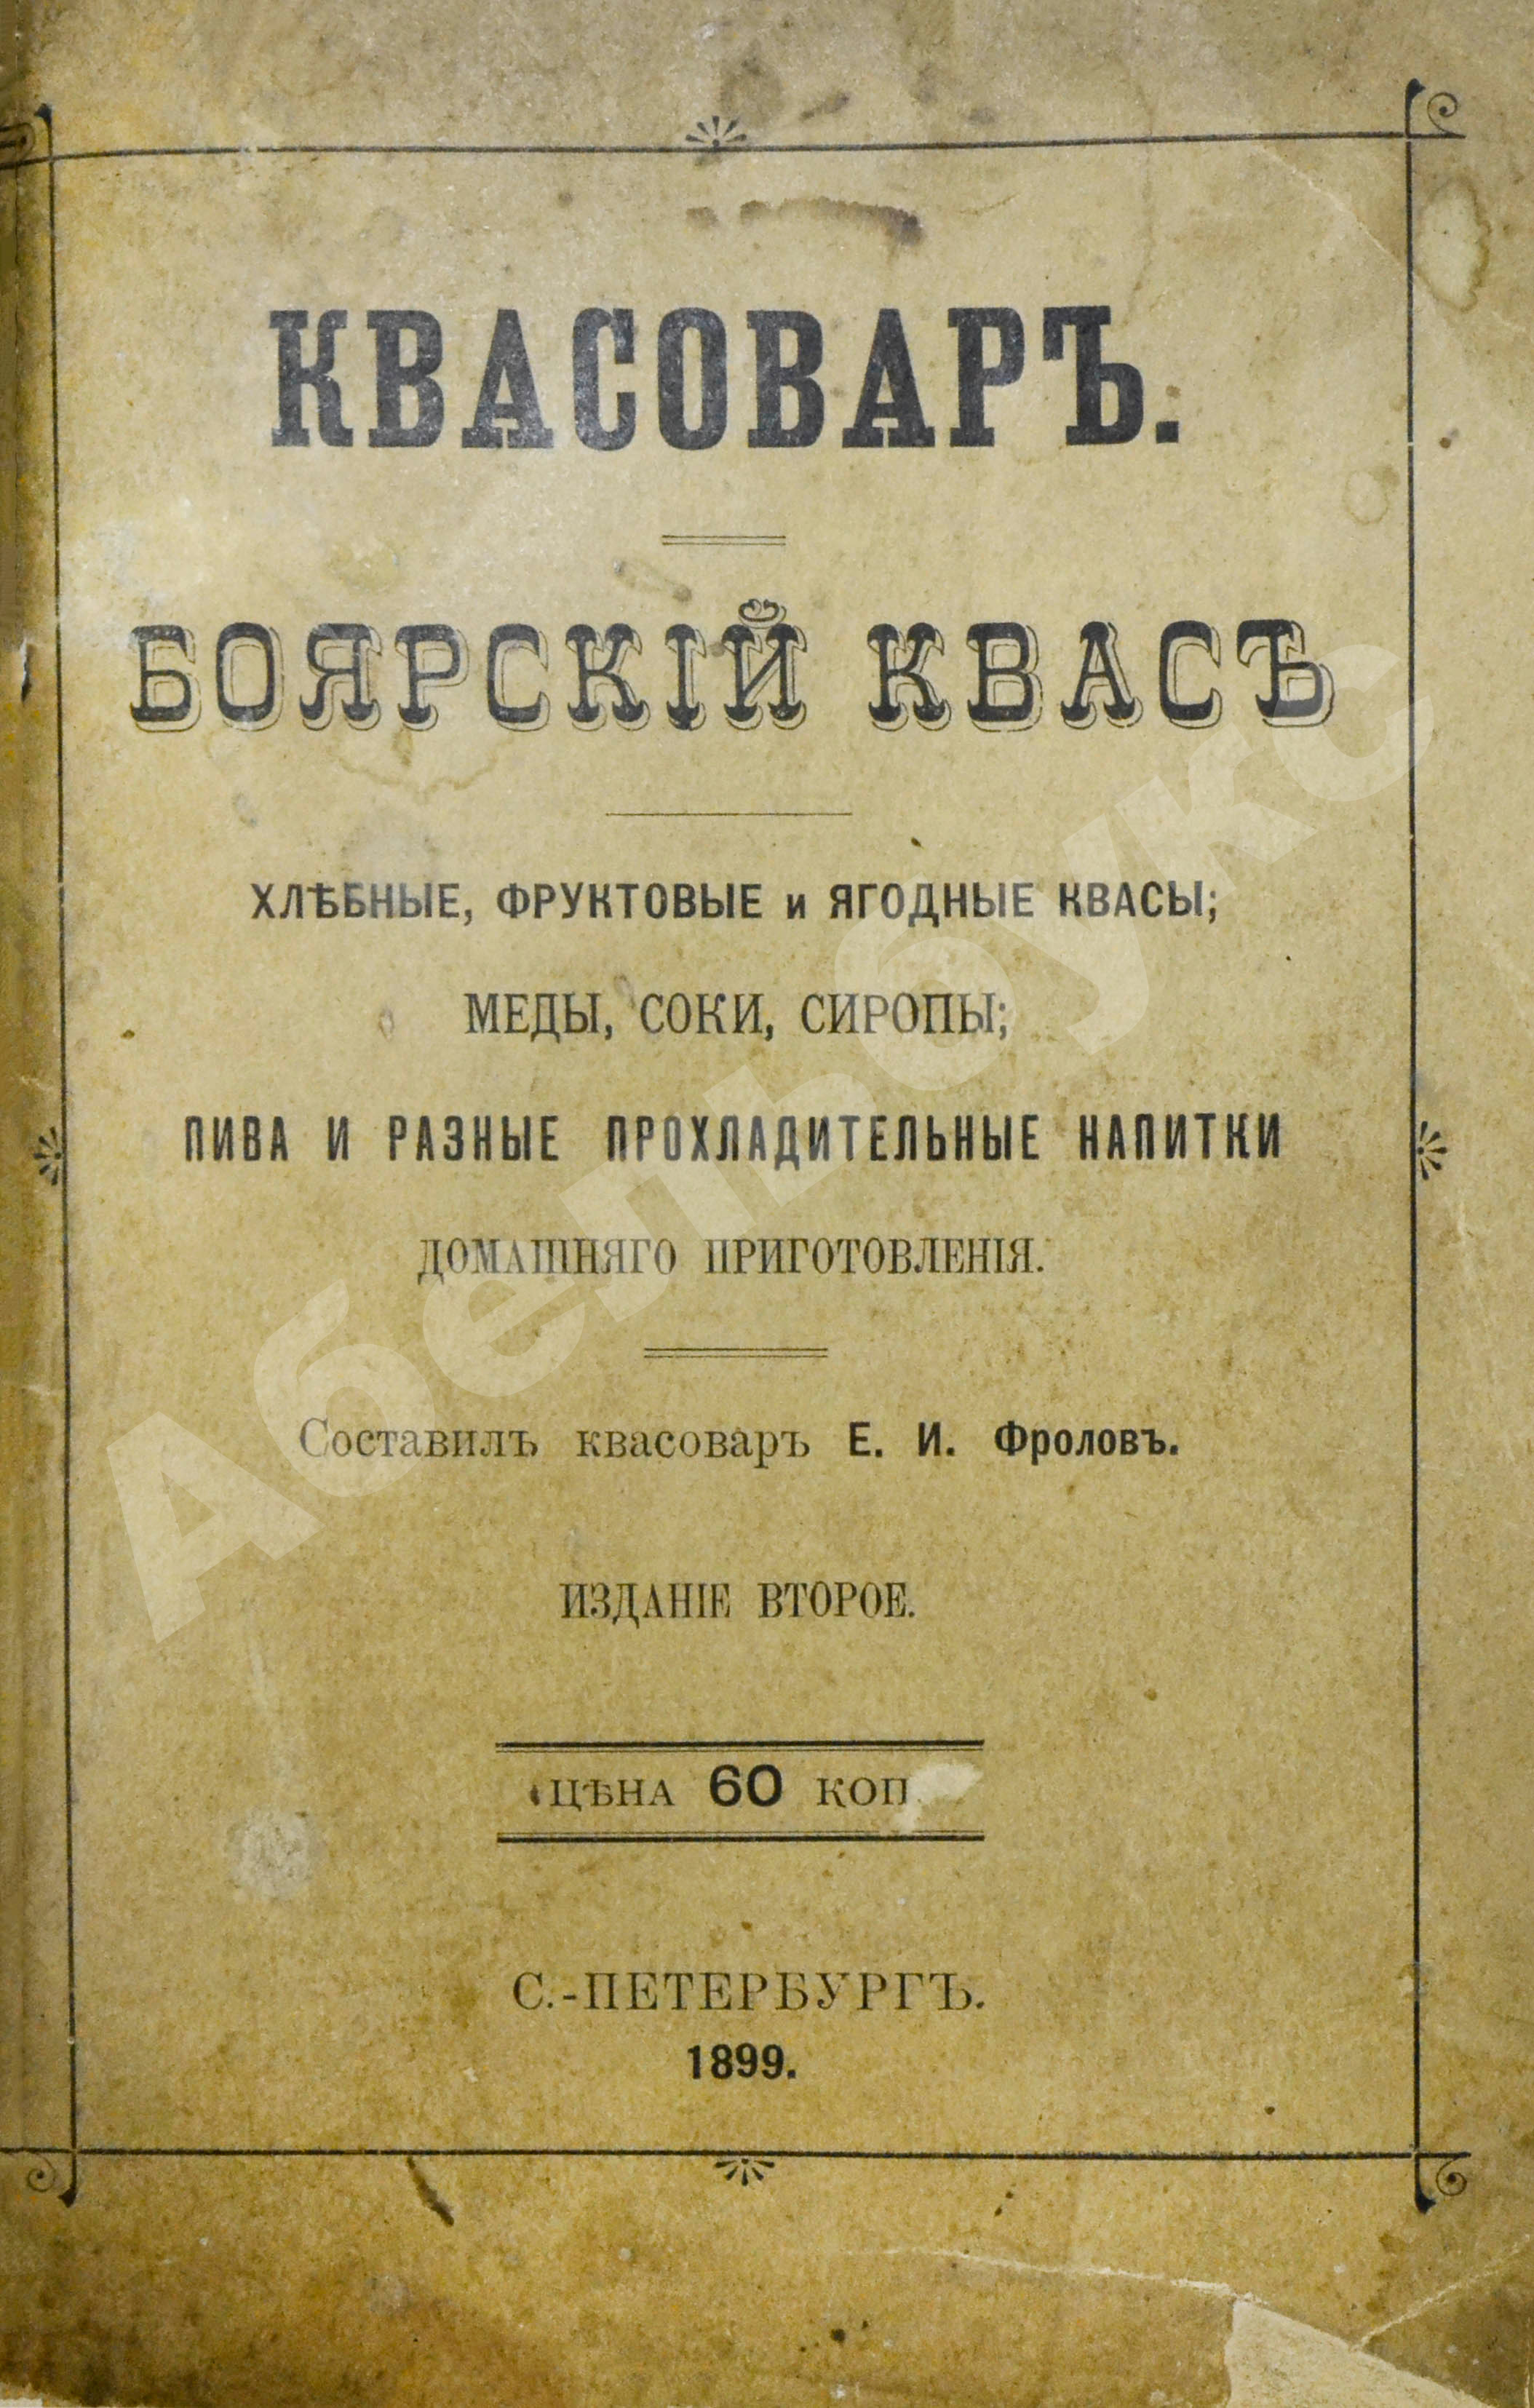 КВАСОВАРЪ.
БОЯРСКІЙ КВАСЪ
ХЛѢБНЫЕ, ФРУКТОВЫЕ и ЯГОДНЫЕ КВАСЫ;
МЕДЫ, СОКИ, СИРОПЫ;
ПИВА И РАЗНЫЕ ПРОХЛАДИТЕЛЬНЫЕ НАПИТКИ
ДОМАШНЯГО ПРИГОТОВЛЕНІЯ.
Составилъ квасоваръ Е. И. Фроловъ.
ИЗДАНІЕ ВТОРОЕ.
ЦѢНА 60 КОП
С.-ПЕТЕРБУРГЪ.
1899.
Абельбукс